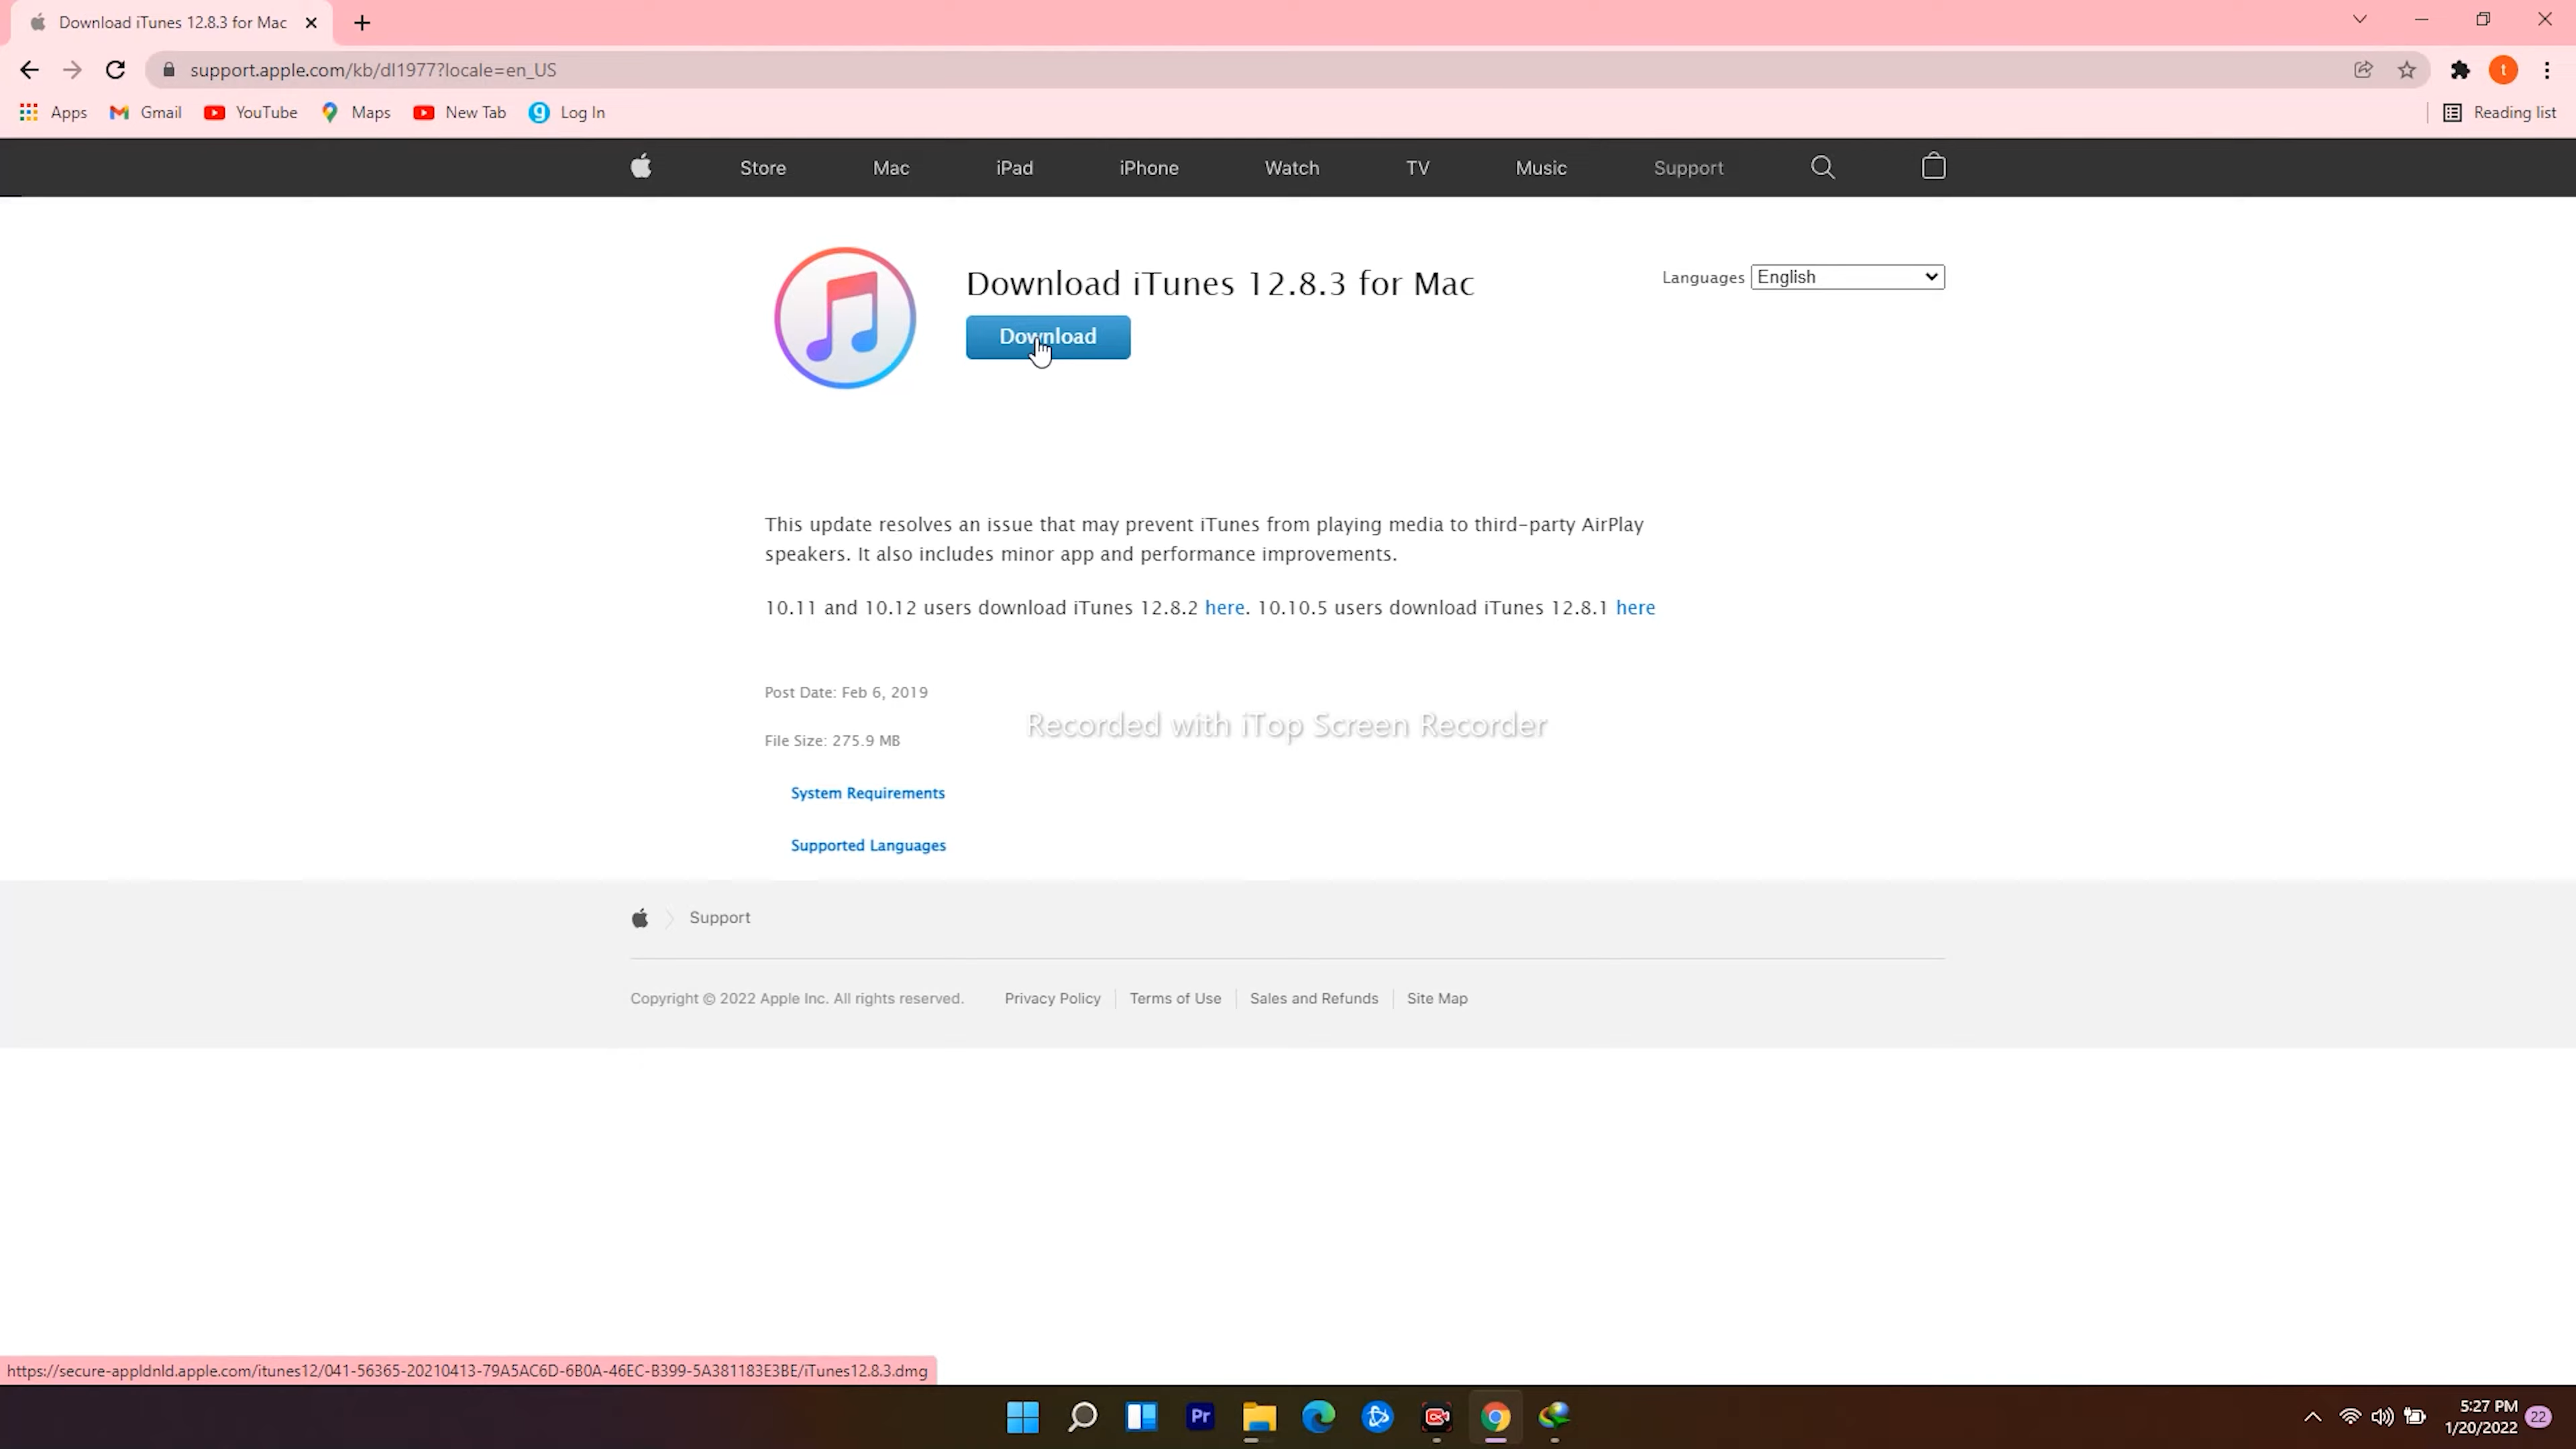 Download iTunes 12.8.3 for Mac
support.apple.com/kb/dl1977?locale=en_US
t
Apps Gmail YouTube Maps New Tab Log In Reading list
Store Mac iPad iPhone Watch TV Music Support
Download iTunes 12.8.3 for Mac
Languages English
Download
This update resolves an issue that may prevent iTunes from playing media to third-party AirPlay
speakers. It also includes minor app and performance improvements.
10.11 and 10.12 users download iTunes 12.8.2 here. 10.10.5 users download iTunes 12.8.1 here
Post Date: Feb 6, 2019
Recorded with iTop Screen Recorder
File Size: 275.9 MB
System Requirements
Supported Languages
Support
Copyright © 2022 Apple Inc. All rights reserved. Privacy Policy Terms of Use Sales and Refunds Site Map
https://secure-appldnld.apple.com/itunes12/041-56365-20210413-79A5AC6D-6B0A-46EC-B399-5A381183E3BE/iTunes12.8.3.dmg
Pr
5:27 PM
1/20/2022
22